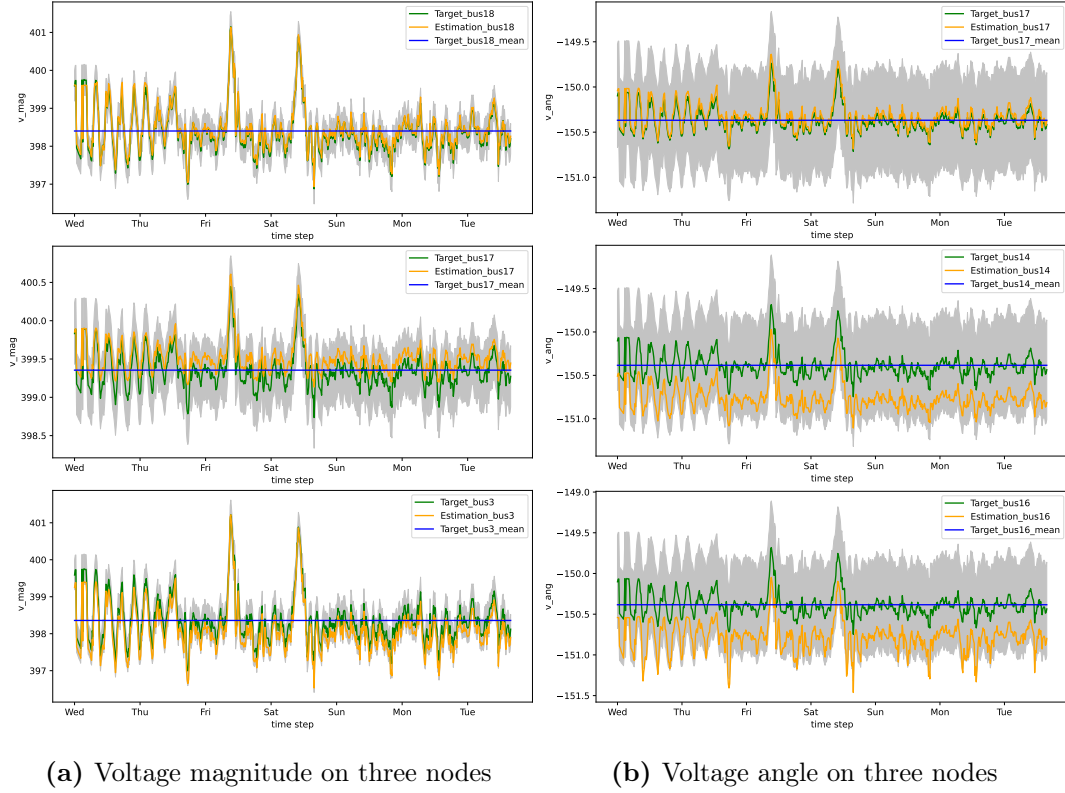 Target_bus18
Estimation_bus18
Target_bus18_mean
401
400
399
398
397
v_mag
Wed Thu Fri Sat Sun Mon Tue
time step
Target_bus17
Estimation_bus17
Target_bus17_mean
400.5
400.0
399.5
399.0
398.5
v_mag
Wed Thu Fri Sat Sun Mon Tue
time step
Target_bus3
Estimation_bus3
Target_bus3_mean
401
400
399
398
397
v_mag
Wed Thu Fri Sat Sun Mon Tue
time step
(a) Voltage magnitude on three nodes
Target_bus17
Estimation_bus17
Target_bus17_mean
−149.5
−150.0
−150.5
−151.0
v_ang
Wed Thu Fri Sat Sun Mon Tue
time step
Target_bus14
Estimation_bus14
Target_bus14_mean
−149.5
−150.0
−150.5
−151.0
v_ang
Wed Thu Fri Sat Sun Mon Tue
time step
Target_bus16
Estimation_bus16
Target_bus16_mean
−149.0
−149.5
−150.0
−150.5
−151.0
−151.5
v_ang
Wed Thu Fri Sat Sun Mon Tue
time step
(b) Voltage angle on three nodes